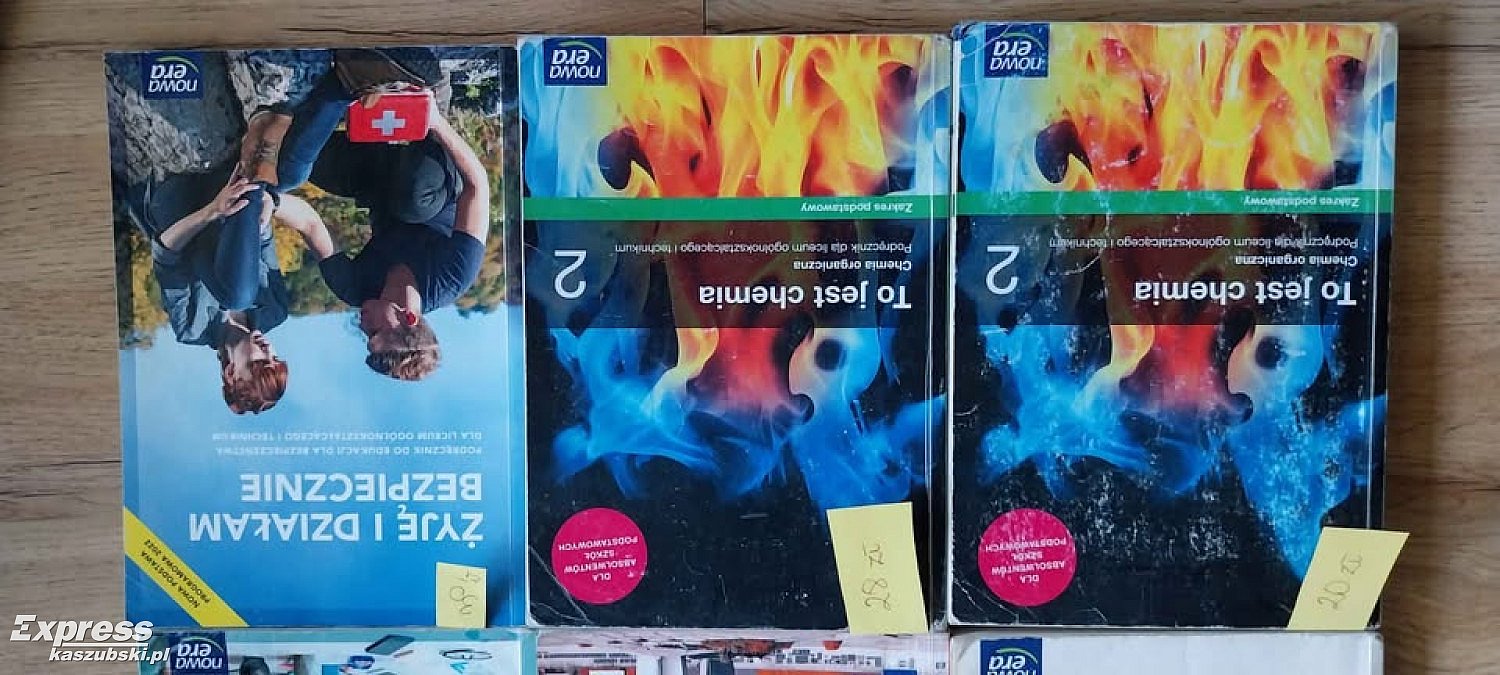 NOWA PODSTAWA
PROGRAMOWA 2022
ŻYJĘ I DZIAŁAM
BEZPIECZNIE
PODRĘCZNIK DO EDUKACJI DLA BEZPIECZEŃSTWA
DLA LICEUM OGÓLNOKSZTAŁCĄCEGO I TECHNIKUM
nowa
era
DLA
ABSOLWENTÓW
SZKÓŁ
PODSTAWOWYCH
28 zł
To jest chemia
2
Chemia organiczna
Podręcznik dla liceum ogólnokształcącego i technikum
Zakres podstawowy
nowa
era
DLA
ABSOLWENTÓW
SZKÓŁ
PODSTAWOWYCH
20 zł
To jest chemia
2
Chemia organiczna
Podręcznik dla liceum ogólnokształcącego i technikum
Zakres podstawowy
nowa
era
nowa
era
nowa
era
Express
kaszubski.pl